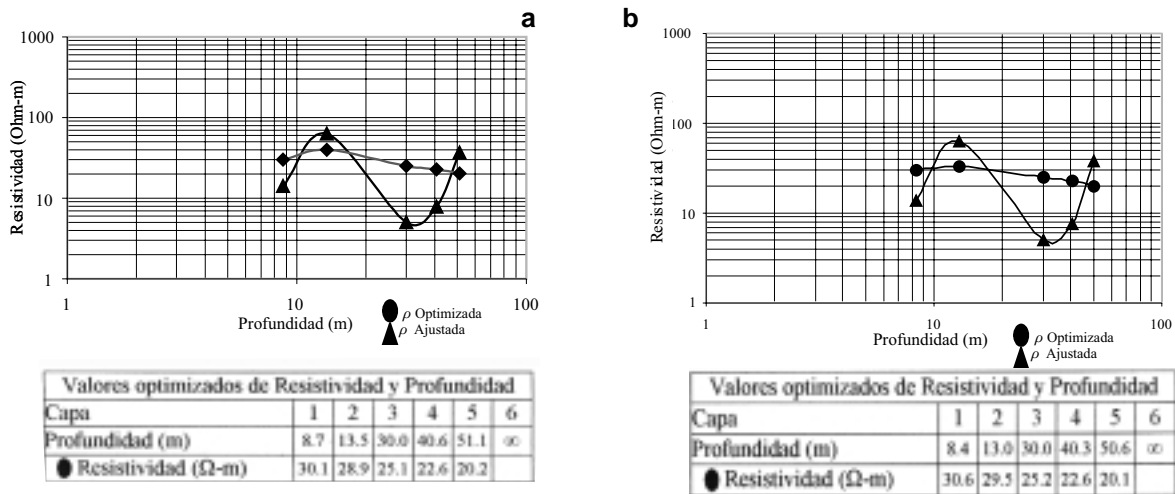 a
1000
100
10
1
Resistividad (Ohm-m)
1
10
100
Profundidad (m)
ρ Optimizada
ρ Ajustada
Valores optimizados de Resistividad y Profundidad
Capa 1 2 3 4 5 6
Profundidad (m) 8.7 13.5 30.0 40.6 51.1 ∞
Resistividad (Ω-m) 30.1 28.9 25.1 22.6 20.2
b
1000
100
10
1
Resistividad (Ohm-m)
1
10
100
Profundidad (m)
ρ Optimizada
ρ Ajustada
Valores optimizados de Resistividad y Profundidad
Capa 1 2 3 4 5 6
Profundidad (m) 8.4 13.0 30.0 40.3 50.6 ∞
Resistividad (Ω-m) 30.6 29.5 25.2 22.6 20.1